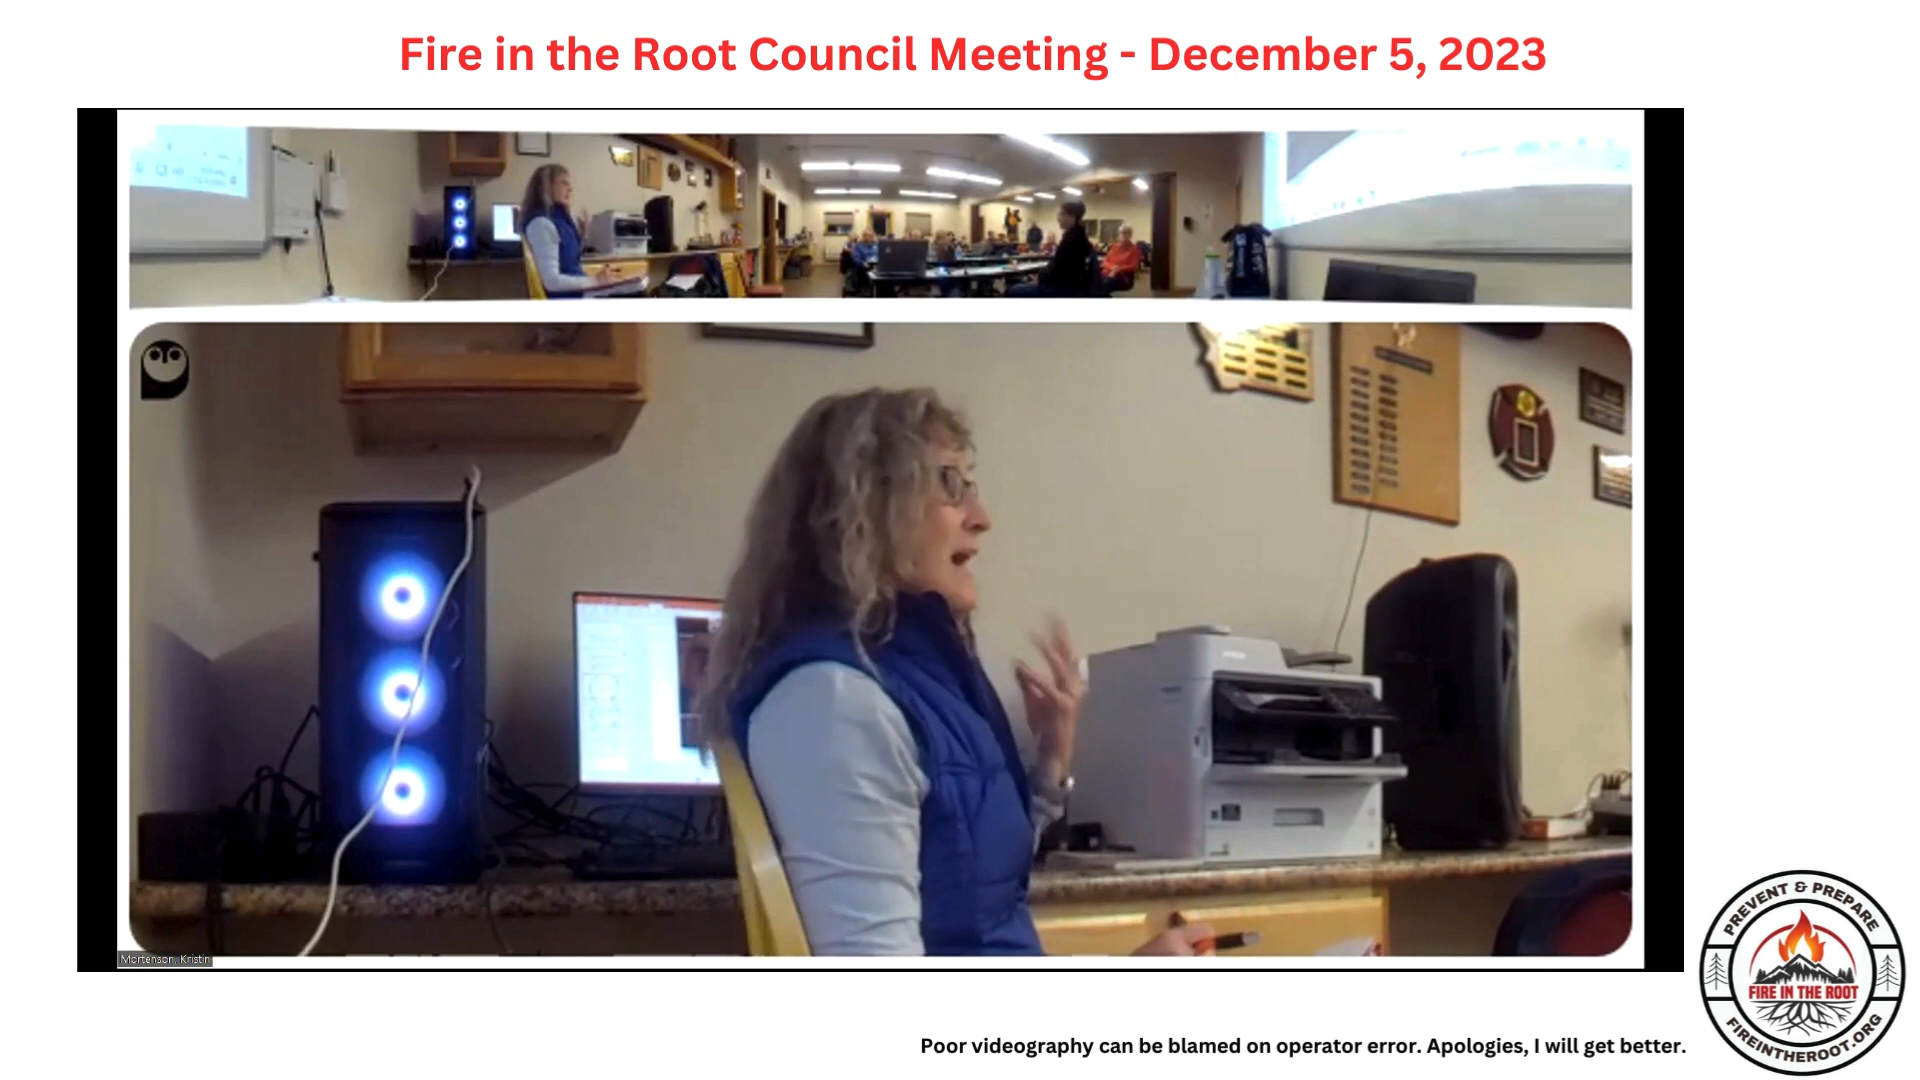 Fire in the Root Council Meeting - December 5, 2023
Mortenson, Kristin
PREVENT & PREPARE
FIRE IN THE ROOT
FIREINTHEROOT.ORG
Poor videography can be blamed on operator error. Apologies, I will get better.